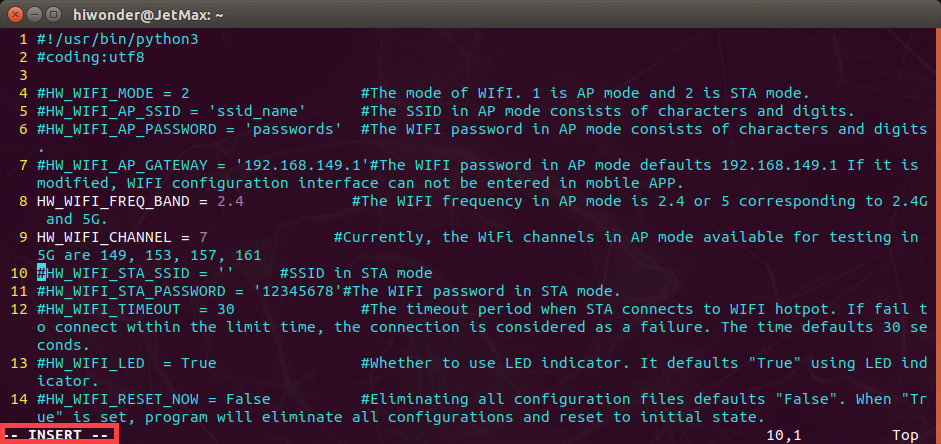 hiwonder@JetMax: ~
1 #!/usr/bin/python3
2 #coding:utf8
3
4 #HW_WIFI_MODE = 2 #The mode of WIfI. 1 is AP mode and 2 is STA mode.
5 #HW_WIFI_AP_SSID = 'ssid_name' #The SSID in AP mode consists of characters and digits.
6 #HW_WIFI_AP_PASSWORD = 'passwords' #The WIFI password in AP mode consists of characters and digits
.
7 #HW_WIFI_AP_GATEWAY = '192.168.149.1'#The WIFI password in AP mode defaults 192.168.149.1 If it is
modified, WIFI configuration interface can not be entered in mobile APP.
8 HW_WIFI_FREQ_BAND = 2.4 #The WIFI frequency in AP mode is 2.4 or 5 corresponding to 2.4G
and 5G.
9 HW_WIFI_CHANNEL = 7 #Currently, the WiFi channels in AP mode available for testing in
5G are 149, 153, 157, 161
10 #HW_WIFI_STA_SSID = '' #SSID in STA mode
11 #HW_WIFI_STA_PASSWORD = '12345678'#The WIFI password in STA mode.
12 #HW_WIFI_TIMEOUT = 30 #The timeout period when STA connects to WIFI hotpot. If fail t
o connect within the limit time, the connection is considered as a failure. The time defaults 30 se
conds.
13 #HW_WIFI_LED = True #Whether to use LED indicator. It defaults "True" using LED ind
icator.
14 #HW_WIFI_RESET_NOW = False #Eliminating all configuration files defaults "False". When "Tr
ue" is set, program will eliminate all configurations and reset to initial state.
-- INSERT -- 10,1 Top